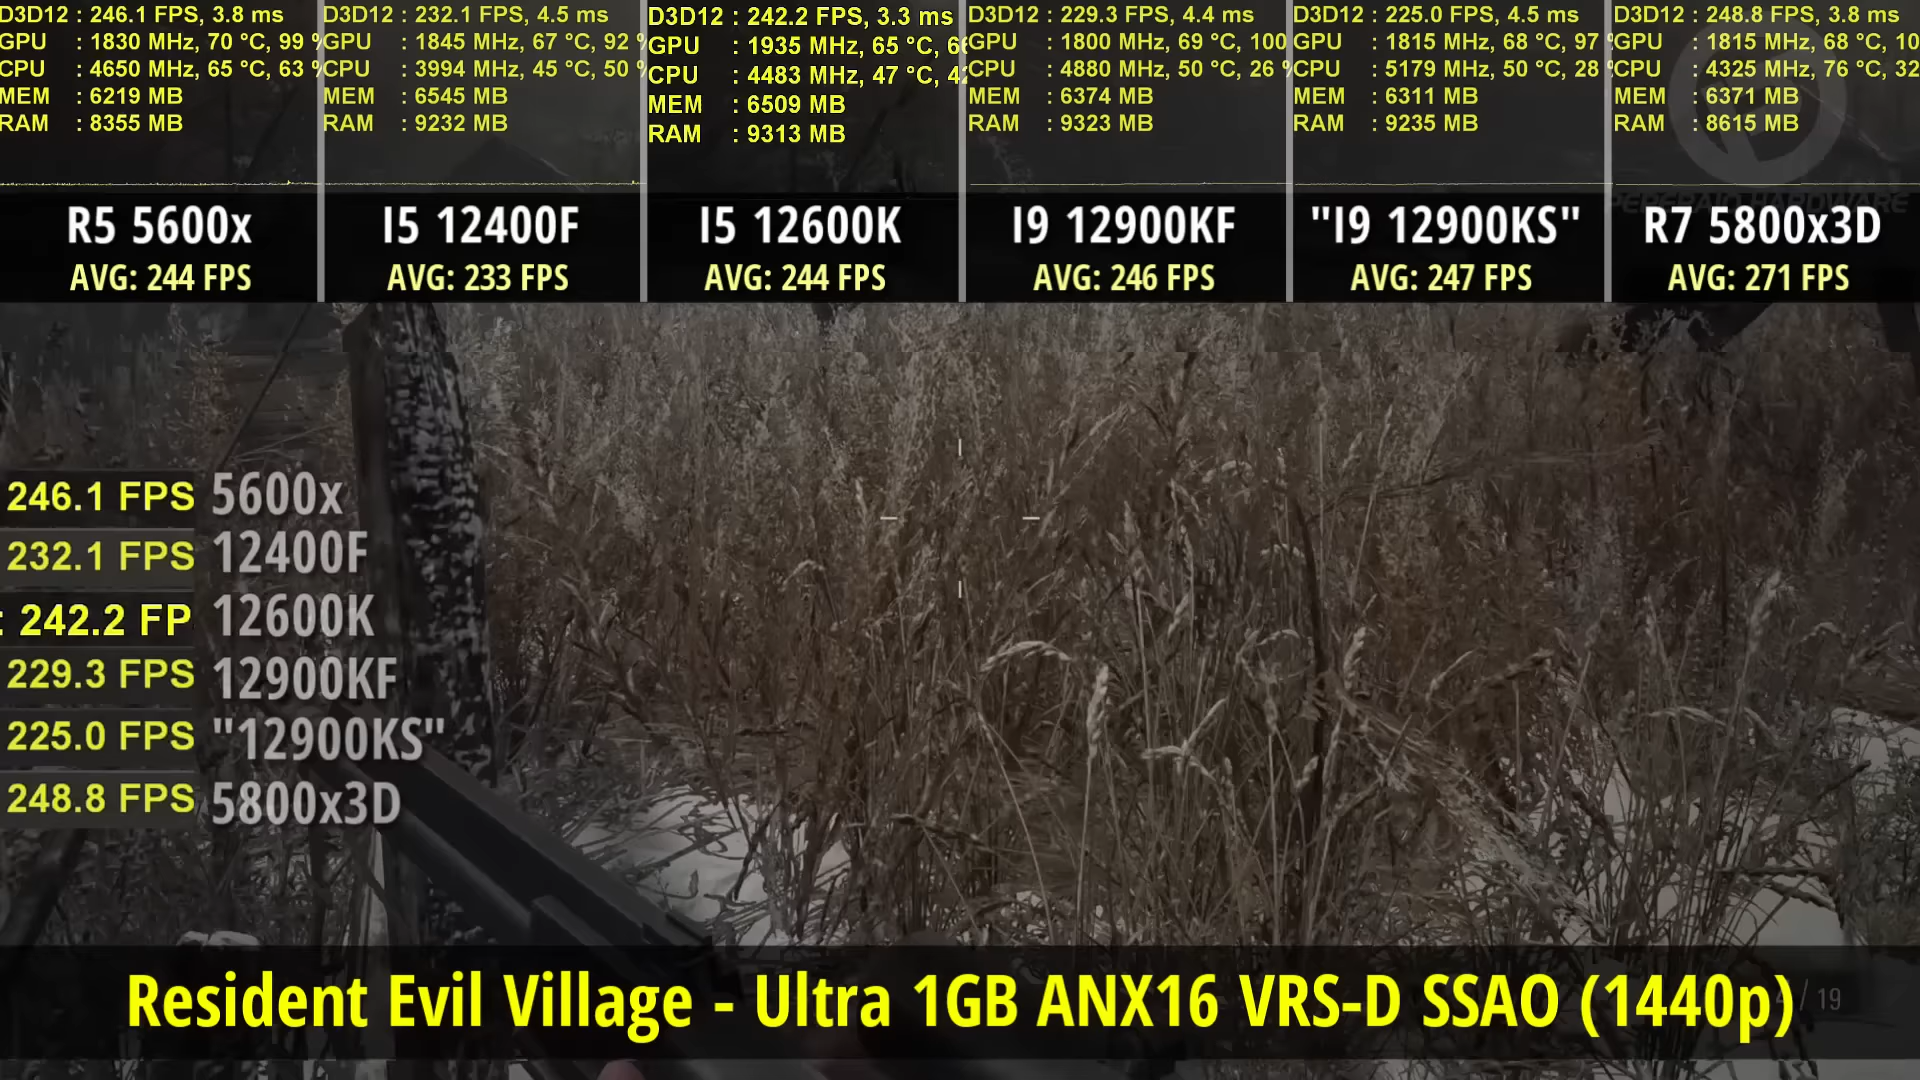 D3D12 : 246.1 FPS, 3.8 ms
GPU : 1830 MHz, 70 °C, 99 %
CPU : 4650 MHz, 65 °C, 63 %
MEM : 6219 MB
RAM : 8355 MB
R5 5600x
AVG: 244 FPS
D3D12 : 232.1 FPS, 4.5 ms
GPU : 1845 MHz, 67 °C, 92 %
CPU : 3994 MHz, 45 °C, 50 %
MEM : 6545 MB
RAM : 9232 MB
I5 12400F
AVG: 233 FPS
D3D12 : 242.2 FPS, 3.3 ms
GPU : 1935 MHz, 65 °C,
CPU : 4483 MHz, 47 °C,
MEM : 6509 MB
RAM : 9313 MB
I5 12600K
AVG: 244 FPS
D3D12 : 229.3 FPS, 4.4 ms
GPU : 1800 MHz, 69 °C, 100
CPU : 4880 MHz, 50 °C, 26 %
MEM : 6374 MB
RAM : 9323 MB
I9 12900KF
AVG: 246 FPS
D3D12 : 225.0 FPS, 4.5 ms
GPU : 1815 MHz, 68 °C, 97 %
CPU : 5179 MHz, 50 °C, 28 %
MEM : 6311 MB
RAM : 9235 MB
"I9 12900KS"
AVG: 247 FPS
D3D12 : 248.8 FPS, 3.8 ms
GPU : 1815 MHz, 68 °C, 10
CPU : 4325 MHz, 76 °C, 32
MEM : 6371 MB
RAM : 8615 MB
R7 5800x3D
AVG: 271 FPS
246.1 FPS 5600x
232.1 FPS 12400F
: 242.2 FP 12600K
229.3 FPS 12900KF
225.0 FPS "12900KS"
248.8 FPS 5800x3D
Resident Evil Village - Ultra 1GB ANX16 VRS-D SSAO (1440p)
/ 19